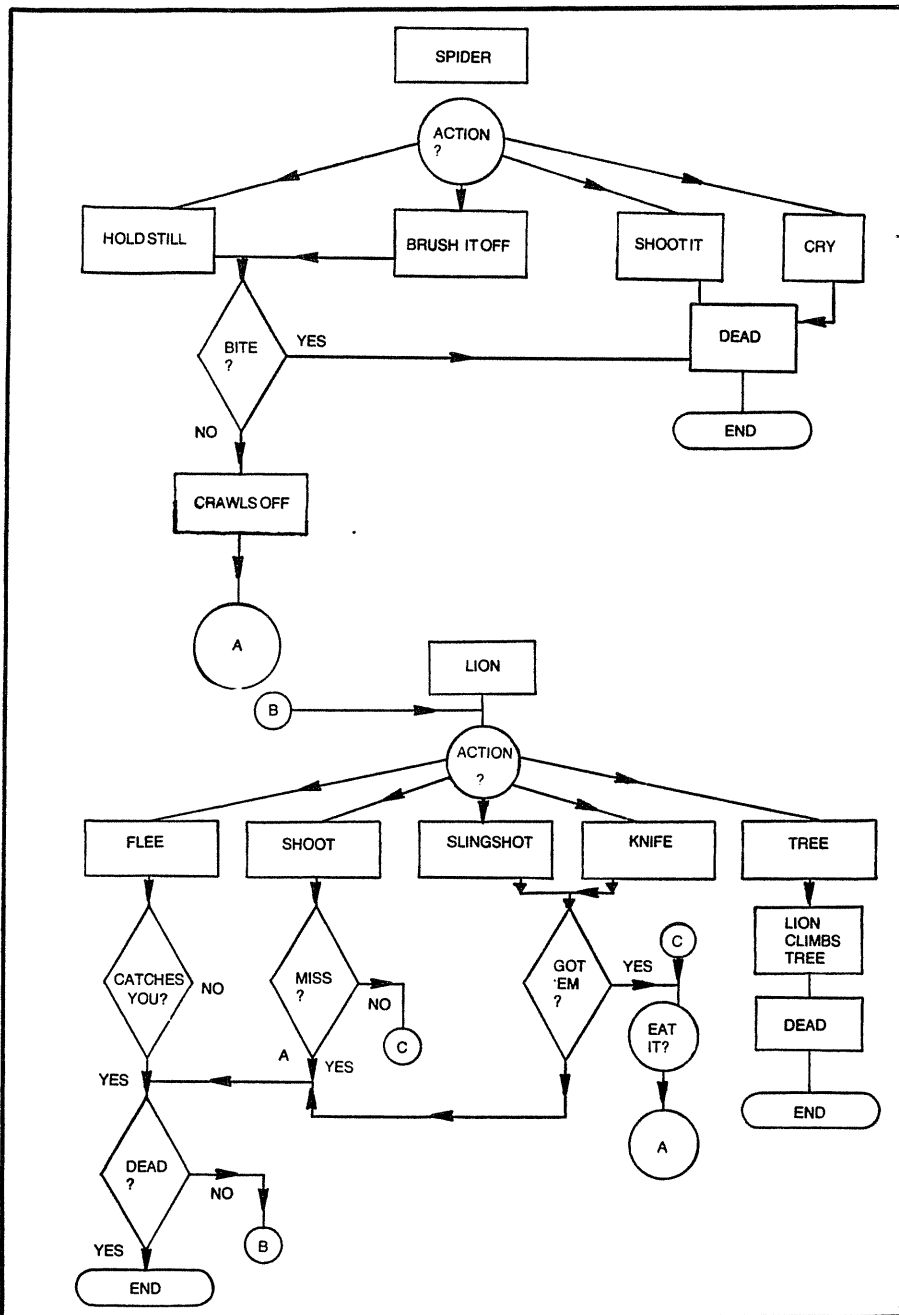 SPIDER
ACTION
?
HOLD STILL
BRUSH IT OFF
SHOOT IT
CRY
BITE
?
YES
DEAD
NO
END
CRAWLS OFF
A
LION
B
ACTION
?
FLEE
SHOOT
SLINGSHOT
KNIFE
TREE
CATCHES
YOU?
NO
MISS
?
NO
C
A
YES
GOT
'EM
?
YES
C
EAT
IT?
A
LION
CLIMBS
TREE
DEAD
END
YES
DEAD
?
NO
B
YES
END